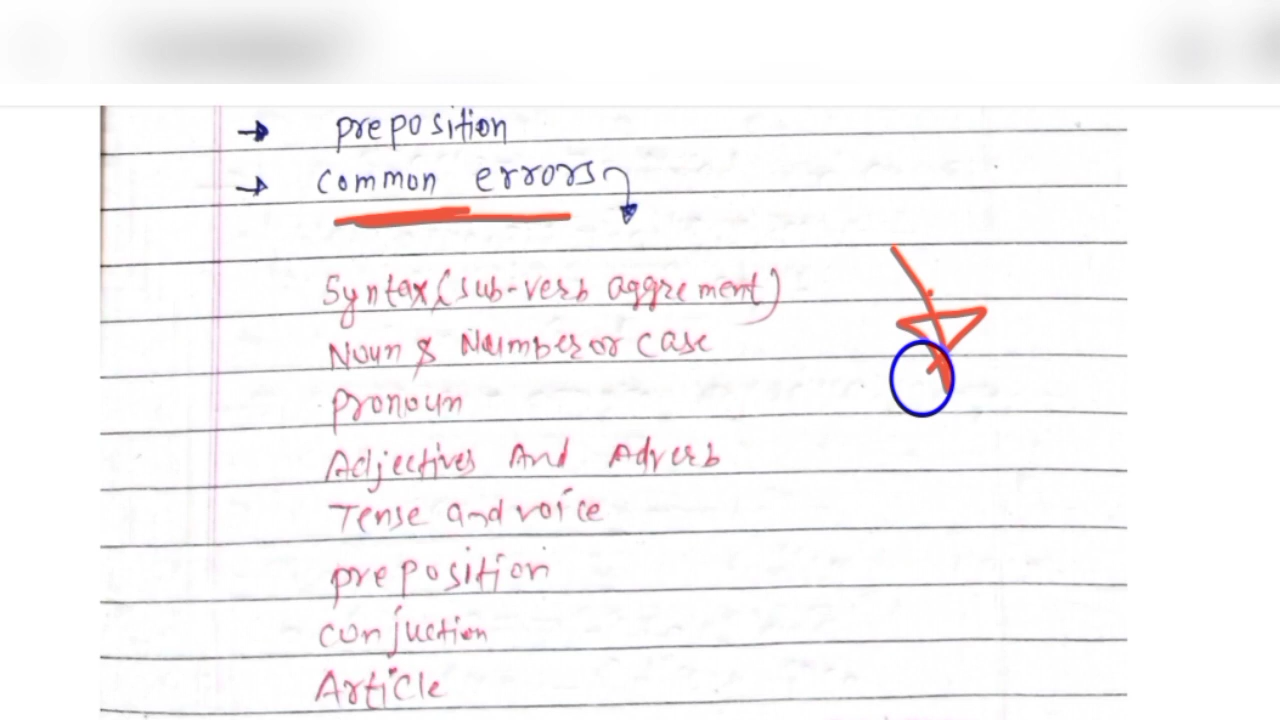 → preposition
→ common errors
Syntax (sub-verb aggrement)
Noun & Number or case
pronoun
Adjectives And Adverb
Tense and voice
preposition
conjuction
Article